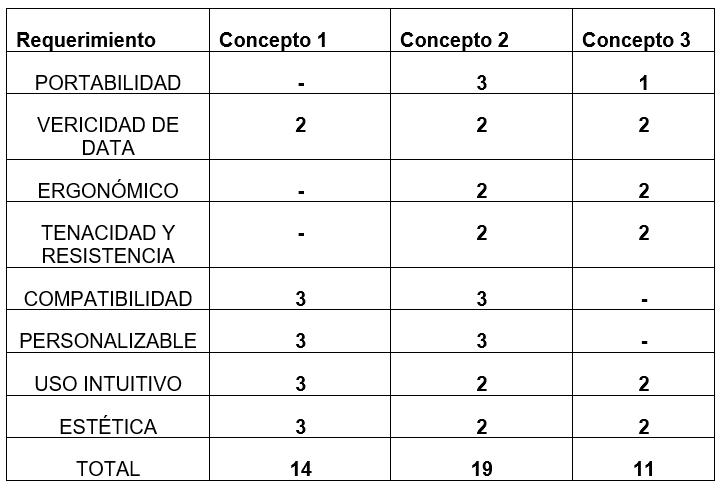 Requerimiento Concepto 1 Concepto 2 Concepto 3
PORTABILIDAD - 3 1
VERICIDAD DE 2 2 2
DATA
ERGONÓMICO - 2 2
TENACIDAD Y - 2 2
RESISTENCIA
COMPATIBILIDAD 3 3 -
PERSONALIZABLE 3 3 -
USO INTUITIVO 3 2 2
ESTÉTICA 3 2 2
TOTAL 14 19 11